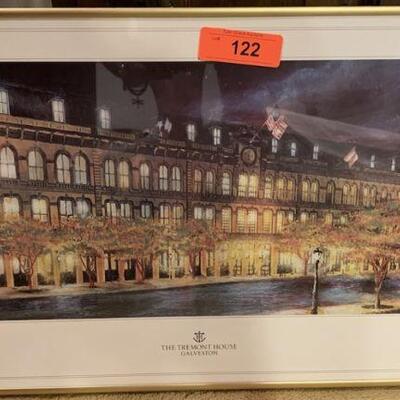 122
THE TREMONT HOUSE
GALVESTON